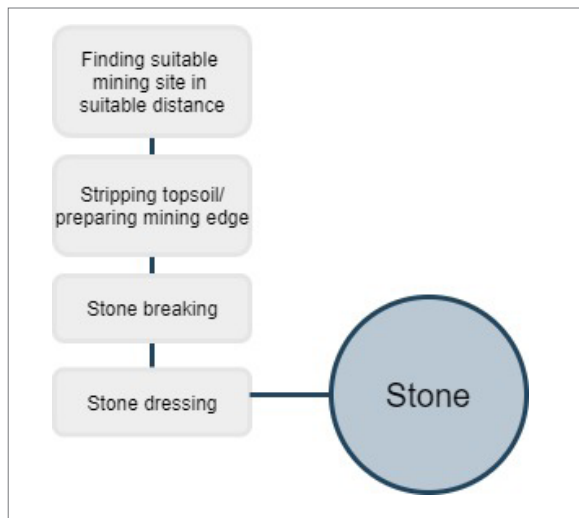 Finding suitable
mining site in
suitable distance
Stripping topsoil/
preparing mining edge
Stone breaking
Stone dressing
Stone